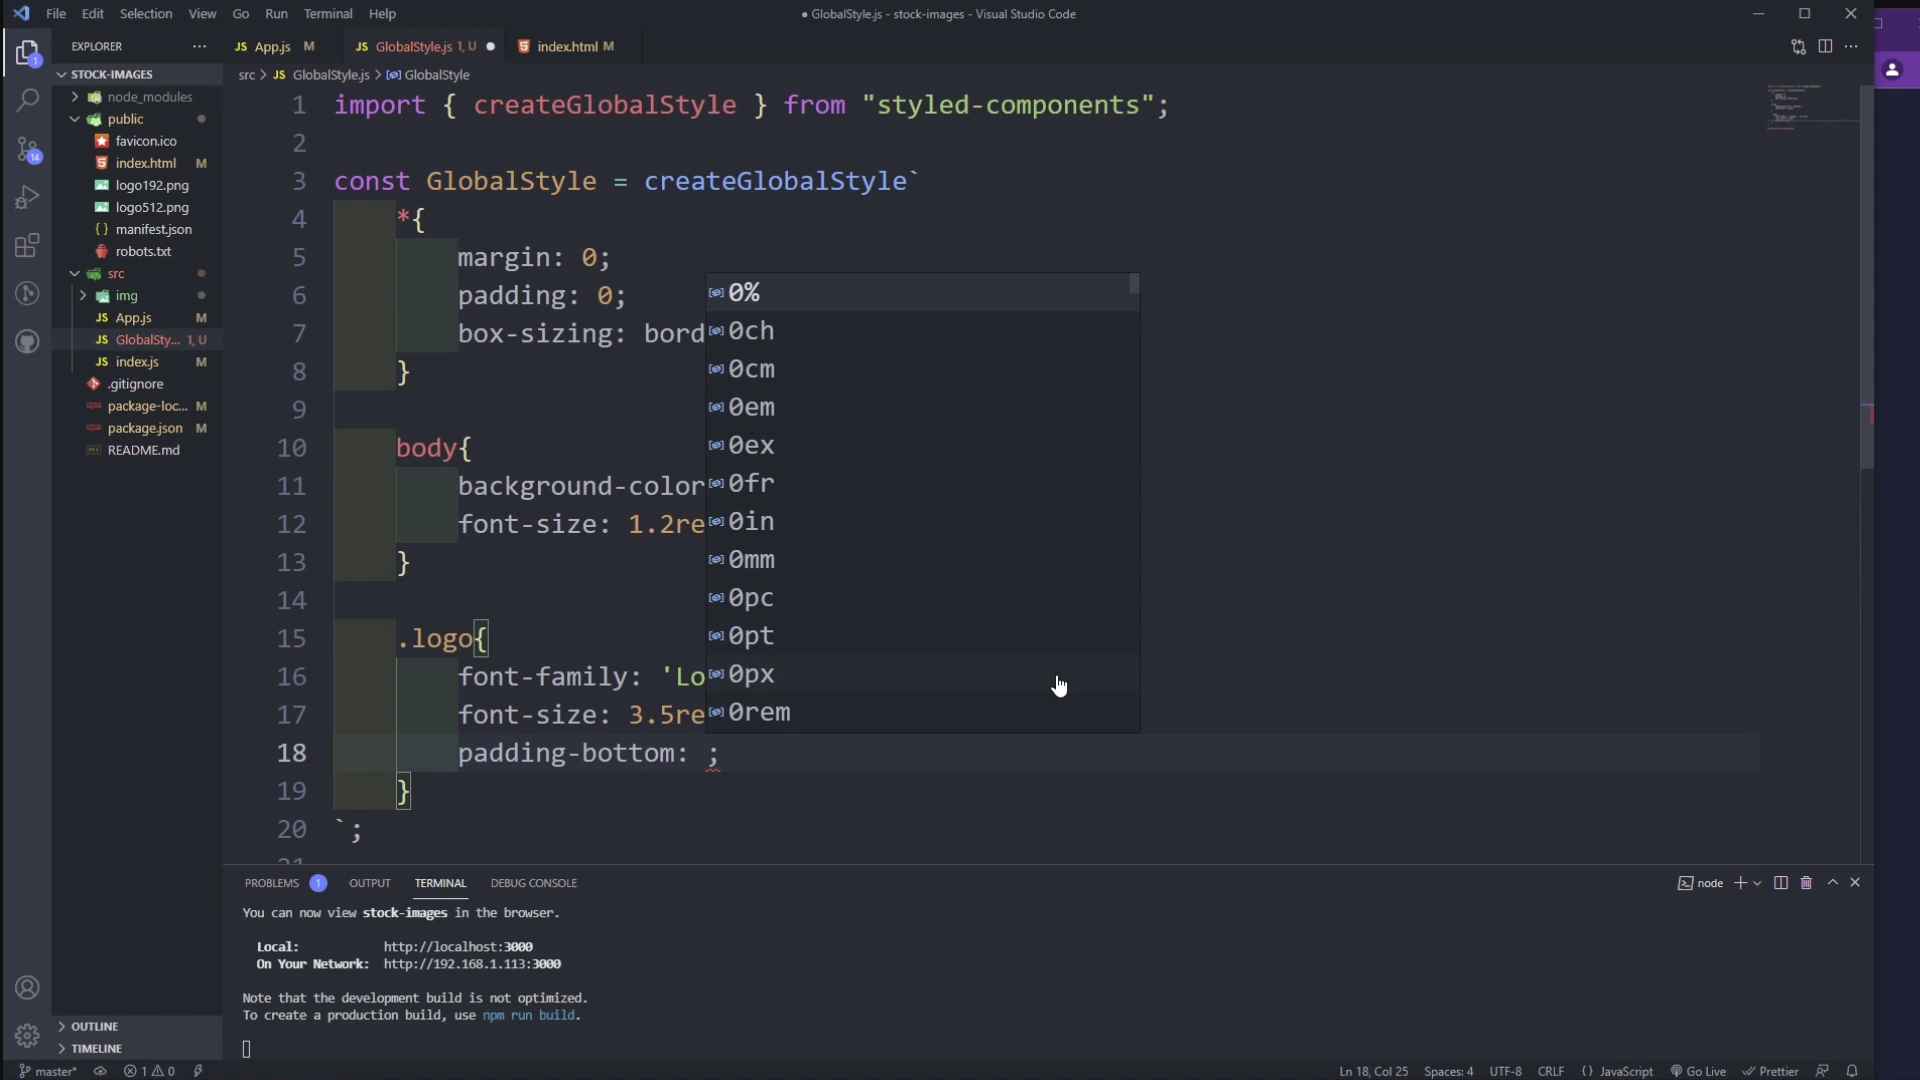 File Edit Selection View Go Run Terminal Help
● GlobalStyle.js - stock-images - Visual Studio Code
EXPLORER ...
JS App.js M
JS GlobalStyle.js 1, U ●
index.html M
src > JS GlobalStyle.js > GlobalStyle
STOCK-IMAGES
node_modules
public
favicon.ico
index.html M
logo192.png
logo512.png
{ } manifest.json
robots.txt
src
img
JS App.js M
JS GlobalSty... 1, U
JS index.js M
.gitignore
package-loc... M
package.json M
README.md
OUTLINE
TIMELINE
1
14
1 import { createGlobalStyle } from "styled-components";
2
3 const GlobalStyle = createGlobalStyle`
4 *{
5 margin: 0;
6 padding: 0;
7 box-sizing: bord
8 }
9
10 body{
11 background-color
12 font-size: 1.2re
13 }
14
15 .logo{
16 font-family: 'Lo
17 font-size: 3.5re
18 padding-bottom: ;
19 }
20 `;
21
0%
0ch
0cm
0em
0ex
0fr
0in
0mm
0pc
0pt
0px
0rem
PROBLEMS 1 OUTPUT TERMINAL DEBUG CONSOLE
node
You can now view stock-images in the browser.
Local: http://localhost:3000
On Your Network: http://192.168.1.113:3000
Note that the development build is not optimized.
To create a production build, use npm run build.
master* 1 0
Ln 18, Col 25 Spaces: 4 UTF-8 CRLF { } JavaScript Go Live Prettier